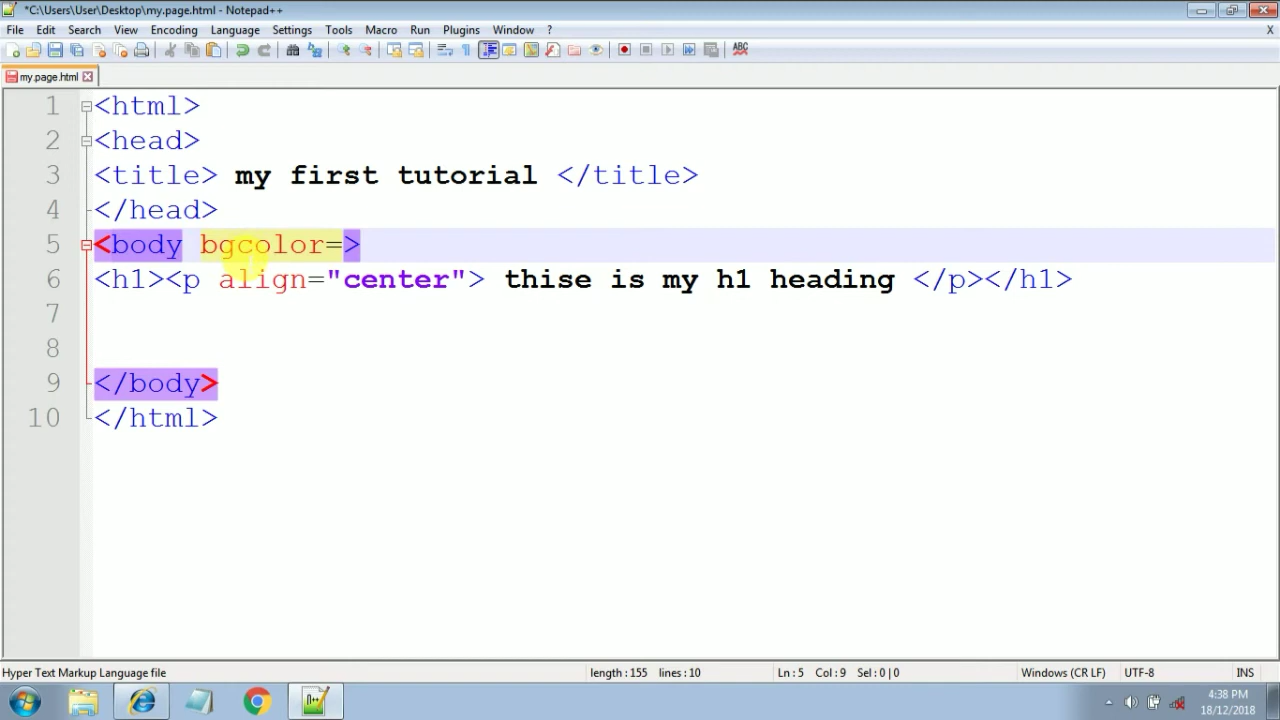 *C:\Users\User\Desktop\my.page.html - Notepad++
File Edit Search View Encoding Language Settings Tools Macro Run Plugins Window ? X
ABC
my.page.html
1 <html>
2 <head>
3 <title> my first tutorial </title>
4 </head>
5 <body bgcolor=>
6 <h1><p align="center"> thise is my h1 heading </p></h1>
7
8
9 </body>
10 </html>
Hyper Text Markup Language file length : 155 lines : 10 Ln : 5 Col : 9 Sel : 0 | 0 Windows (CR LF) UTF-8 INS
4:38 PM
18/12/2018